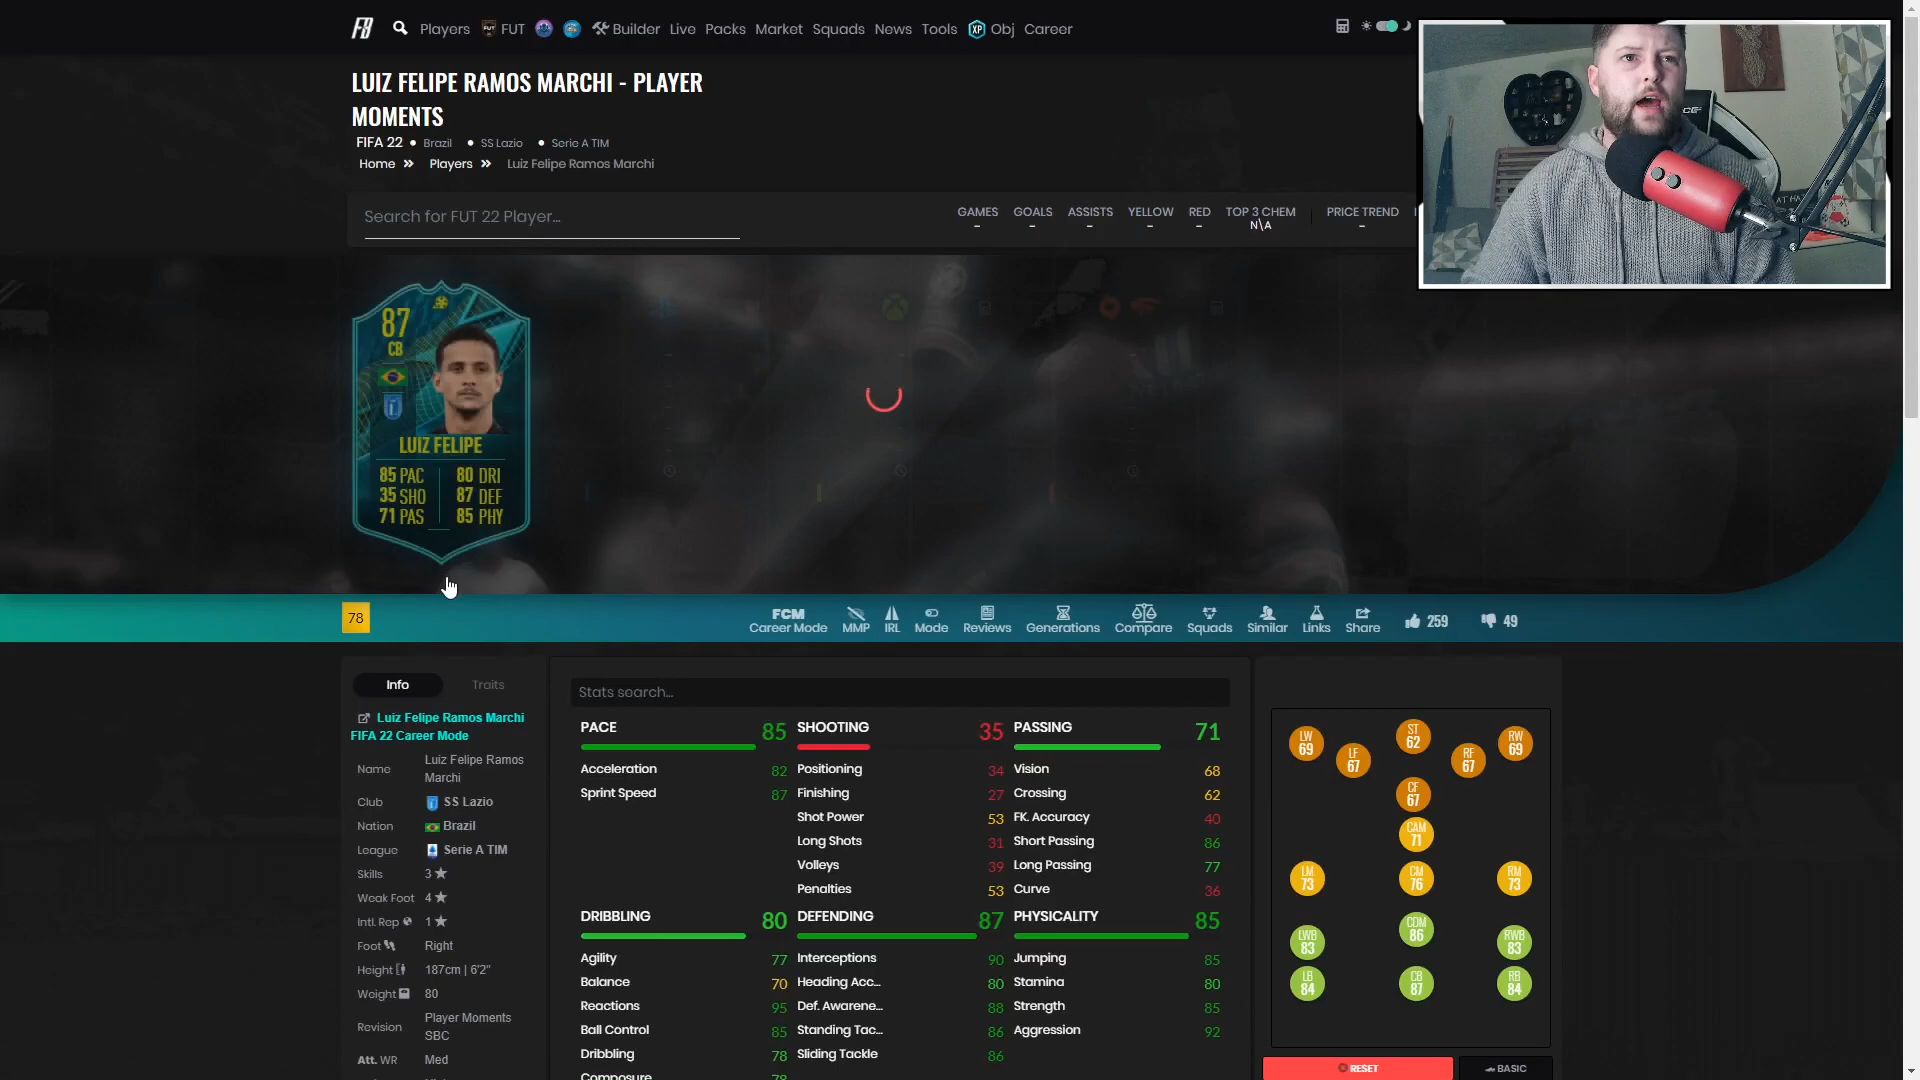 FB Players FUT Builder Live Packs Market Squads News Tools XP Obj Career
LUIZ FELIPE RAMOS MARCHI - PLAYER
MOMENTS
FIFA 22 • Brazil • SS Lazio • Serie A TIM
Home » Players » Luiz Felipe Ramos Marchi
Search for FUT 22 Player...
GAMES GOALS ASSISTS YELLOW RED TOP 3 CHEM PRICE TREND
- - - - - N\A -
87
CB
LUIZ FELIPE
85 PAC 80 DRI
35 SHO 87 DEF
71 PAS 85 PHY
78
FCM
Career Mode MMP IRL Mode Reviews Generations Compare Squads Similar Links Share 259 49
Info Traits
Luiz Felipe Ramos Marchi
FIFA 22 Career Mode
Name Luiz Felipe Ramos
Marchi
Club SS Lazio
Nation Brazil
League Serie A TIM
Skills 3★
Weak Foot 4★
Intl. Rep 1★
Foot Right
Height 187cm | 6'2"
Weight 80
Revision Player Moments
SBC
Att. WR Med
Stats search...
PACE 85
Acceleration 82
Sprint Speed 87
SHOOTING 35
Positioning 34
Finishing 27
Shot Power 53
Long Shots 31
Volleys 39
Penalties 53
PASSING 71
Vision 68
Crossing 62
FK. Accuracy 40
Short Passing 86
Long Passing 77
Curve 36
DRIBBLING 80
Agility 77
Balance 70
Reactions 95
Ball Control 85
Dribbling 78
Composure 78
DEFENDING 87
Interceptions 90
Heading Acc... 80
Def. Awarene... 88
Standing Tac... 86
Sliding Tackle 86
PHYSICALITY 85
Jumping 85
Stamina 80
Strength 85
Aggression 92
LW 69
ST 62
RW 69
LF 67
RF 67
CF 67
CAM 71
LM 73
CM 76
RM 73
CDM 86
LWB 83
RWB 83
LB 84
CB 87
RB 84
RESET BASIC